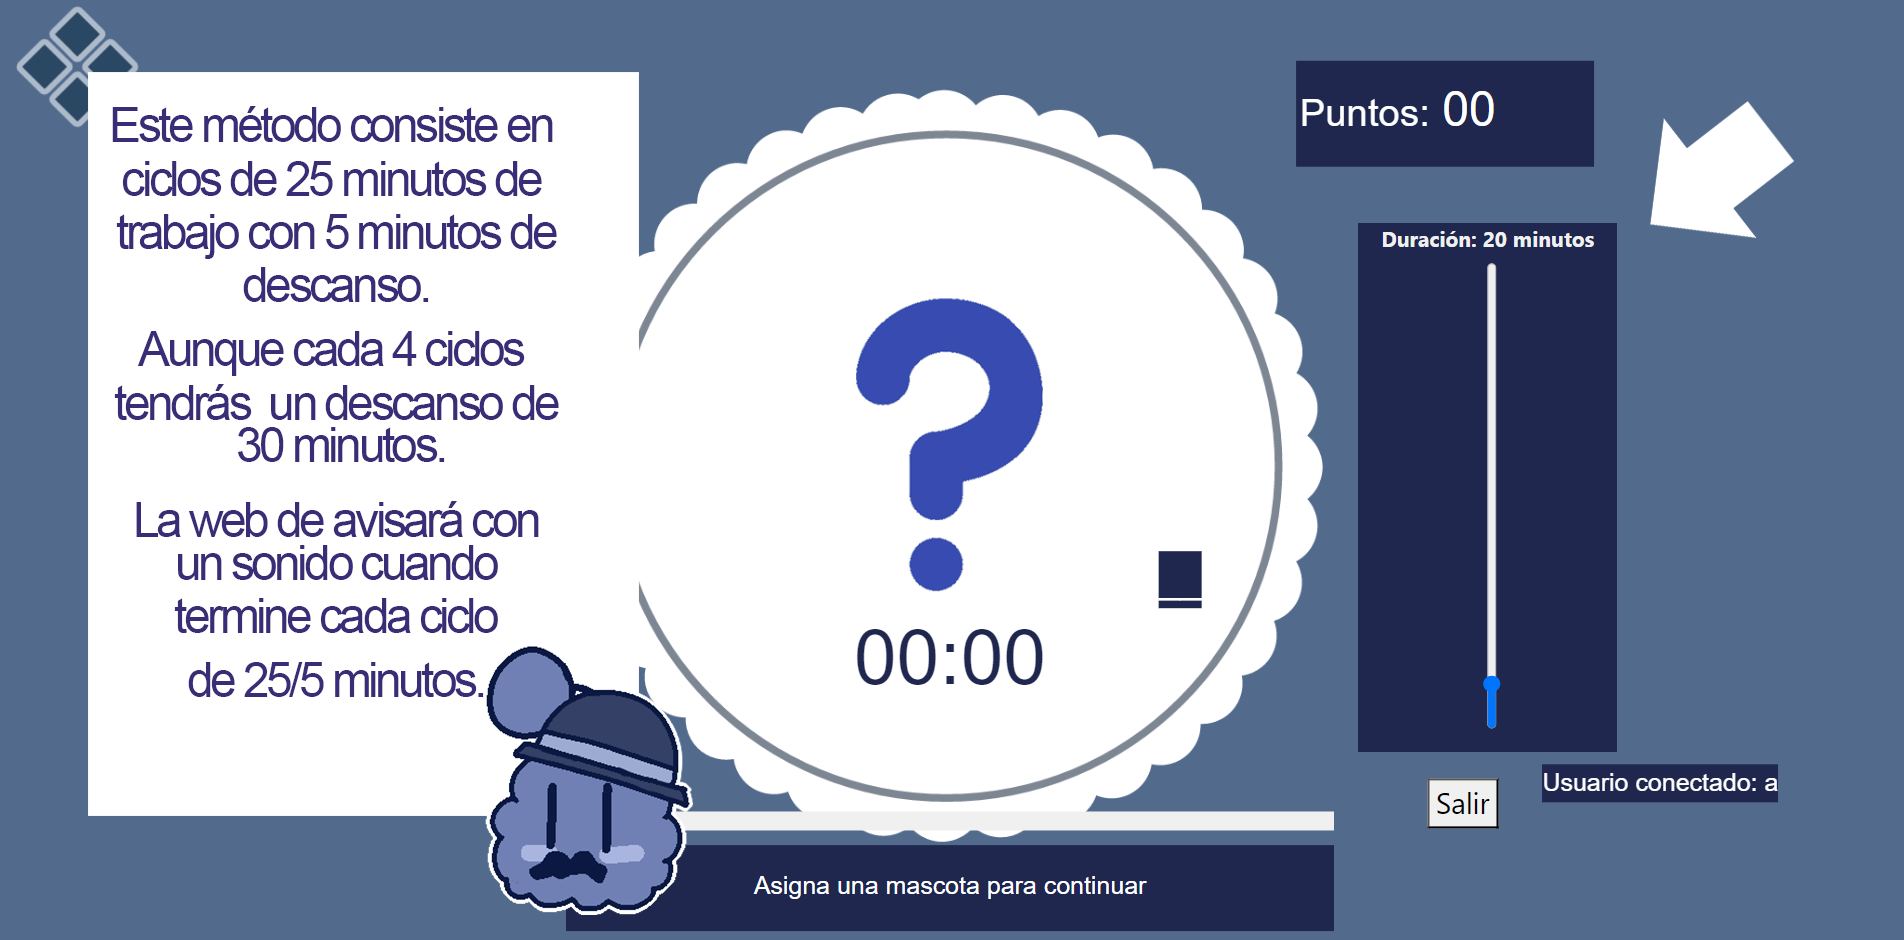 Este método consiste en
ciclos de 25 minutos de
trabajo con 5 minutos de
descanso.
Aunque cada 4 ciclos
tendrás un descanso de
30 minutos.
La web de avisará con
un sonido cuando
termine cada ciclo
de 25/5 minutos.
?
00:00
Puntos: 00
Duración: 20 minutos
Salir
Usuario conectado: a
Asigna una mascota para continuar